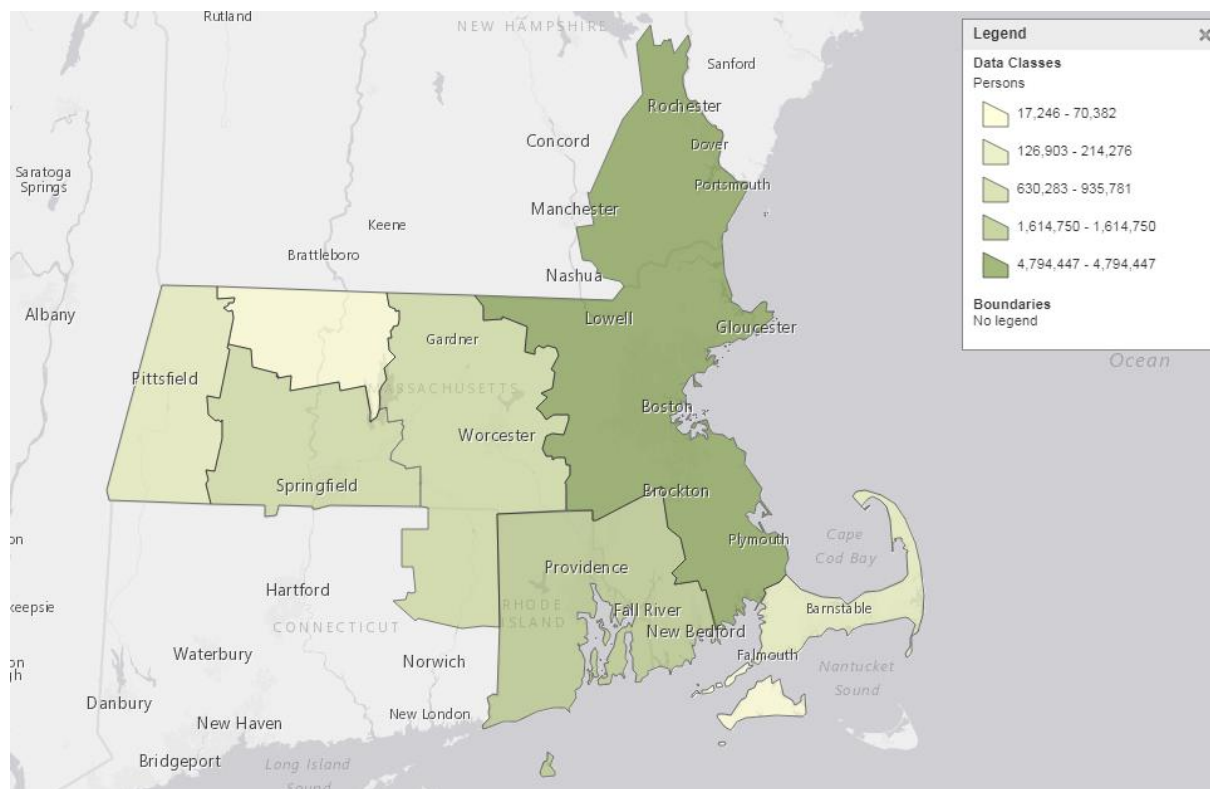 Rutland
NEW HAMPSHIRE
Sanford
Rochester
Concord
Dover
Saratoga
Springs
Portsmouth
Manchester
Keene
Brattleboro
Nashua
Albany
Lowell
Gloucester
Gardner
Pittsfield
MASSACHUSETTS
Boston
Worcester
Springfield
Brockton
Plymouth
Cape
Cod Bay
Providence
Hartford
RHODE
ISLAND
Fall River
Barnstable
CONNECTICUT
New Bedford
Waterbury
Norwich
Falmouth
Nantucket
Sound
Danbury
New London
New Haven
Bridgeport
Long Island
Sound
on
keepsie
on
gh
Ocean
Legend
Data Classes
Persons
17,246 - 70,382
126,903 - 214,276
630,283 - 935,781
1,614,750 - 1,614,750
4,794,447 - 4,794,447
Boundaries
No legend